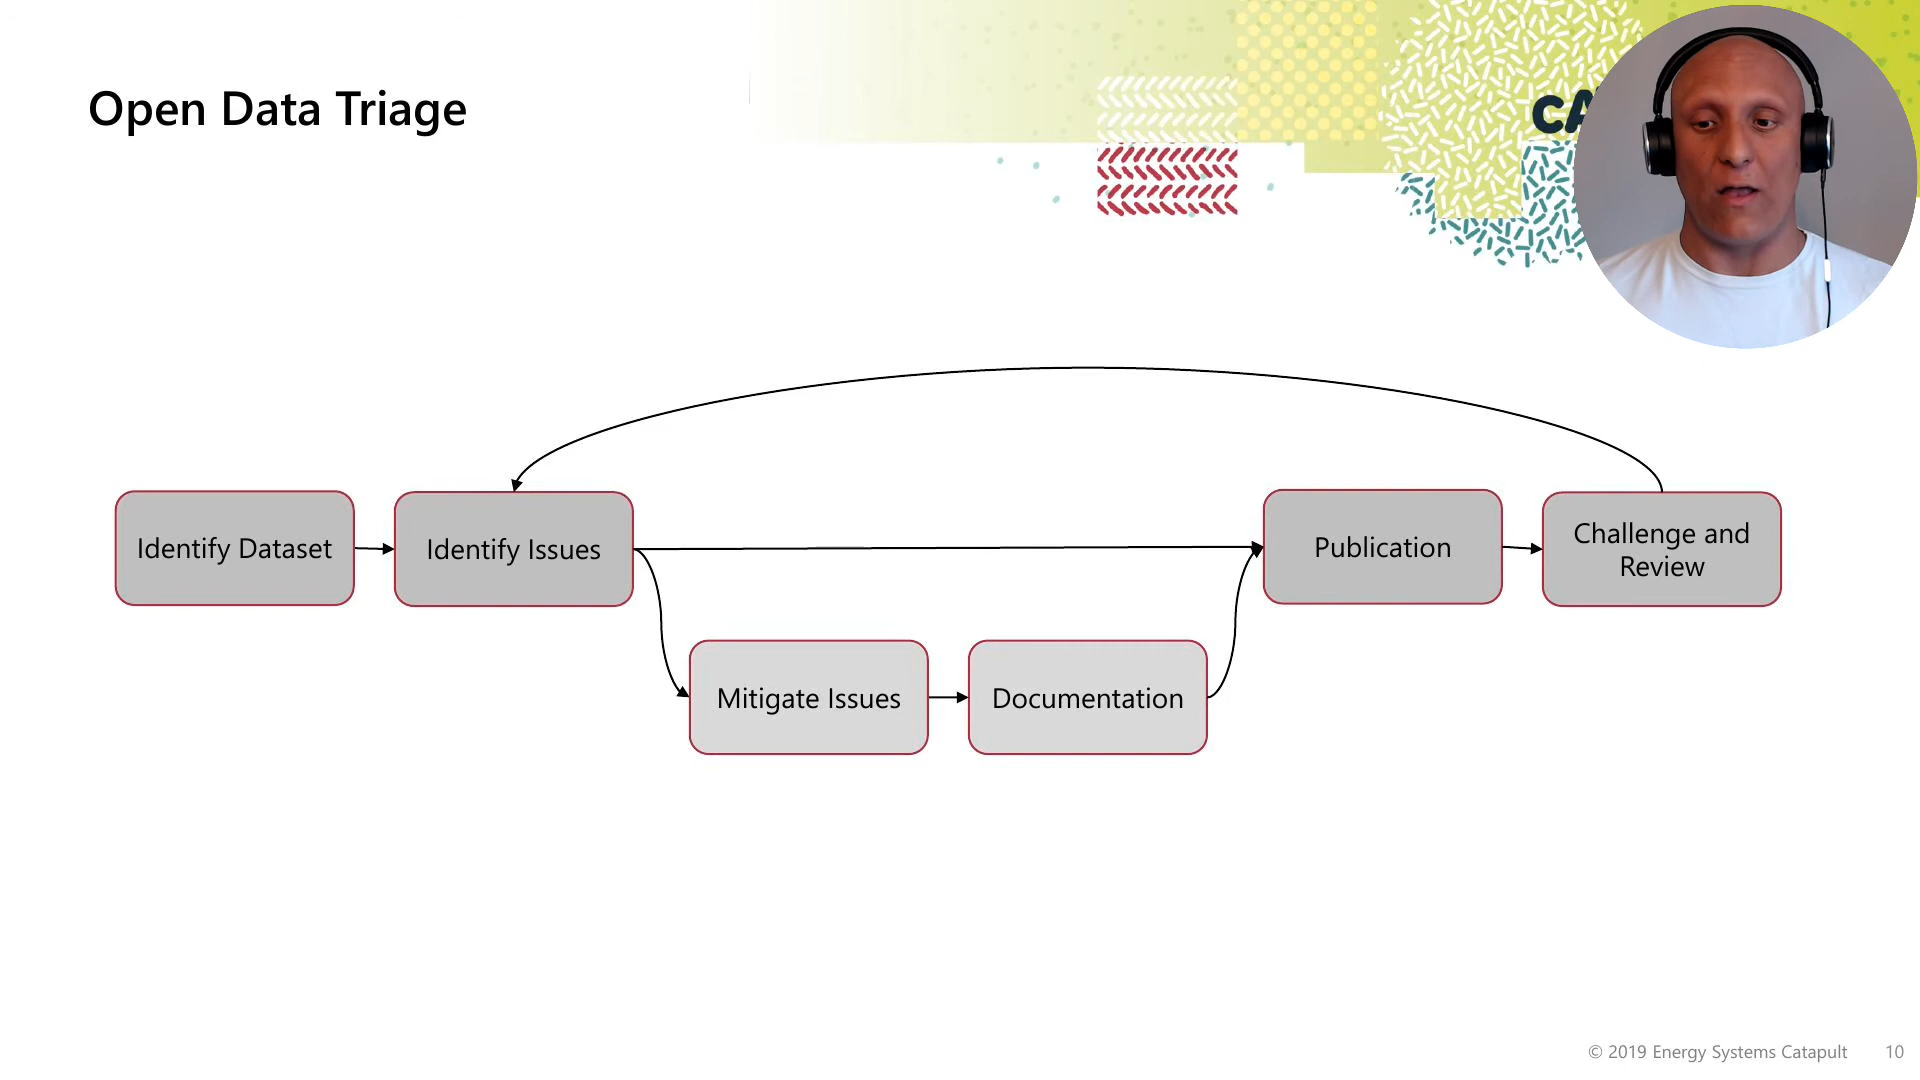 Open Data Triage
CA
Identify Dataset
Identify Issues
Publication
Challenge and
Review
Mitigate Issues
Documentation
© 2019 Energy Systems Catapult
10